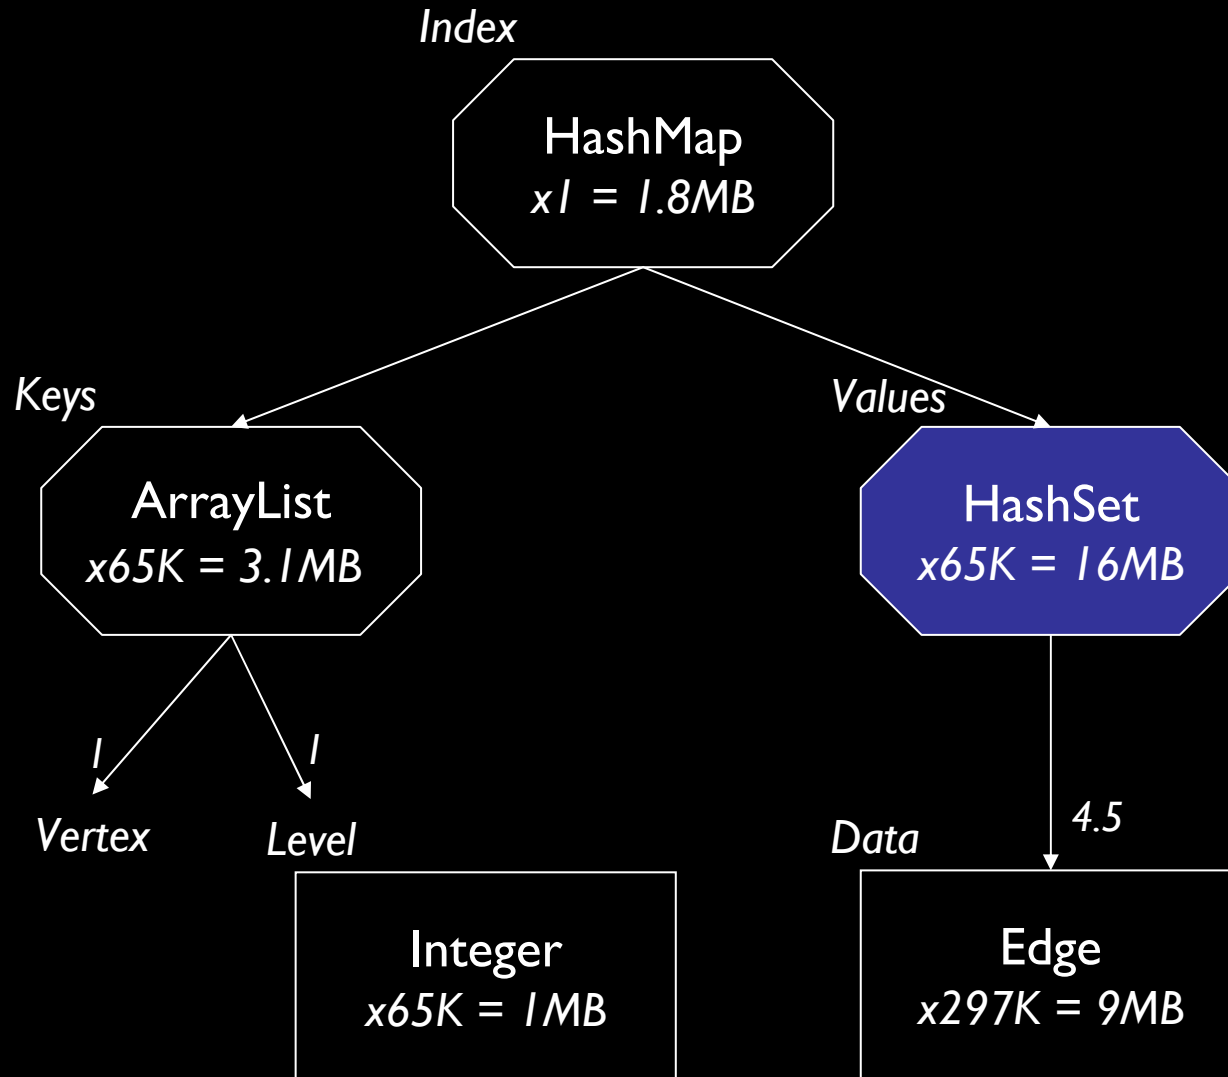 Index
HashMap
x1 = 1.8MB
Keys
Values
ArrayList
x65K = 3.1MB
HashSet
x65K = 16MB
1
1
Vertex
Level
4.5
Data
Integer
x65K = 1MB
Edge
x297K = 9MB